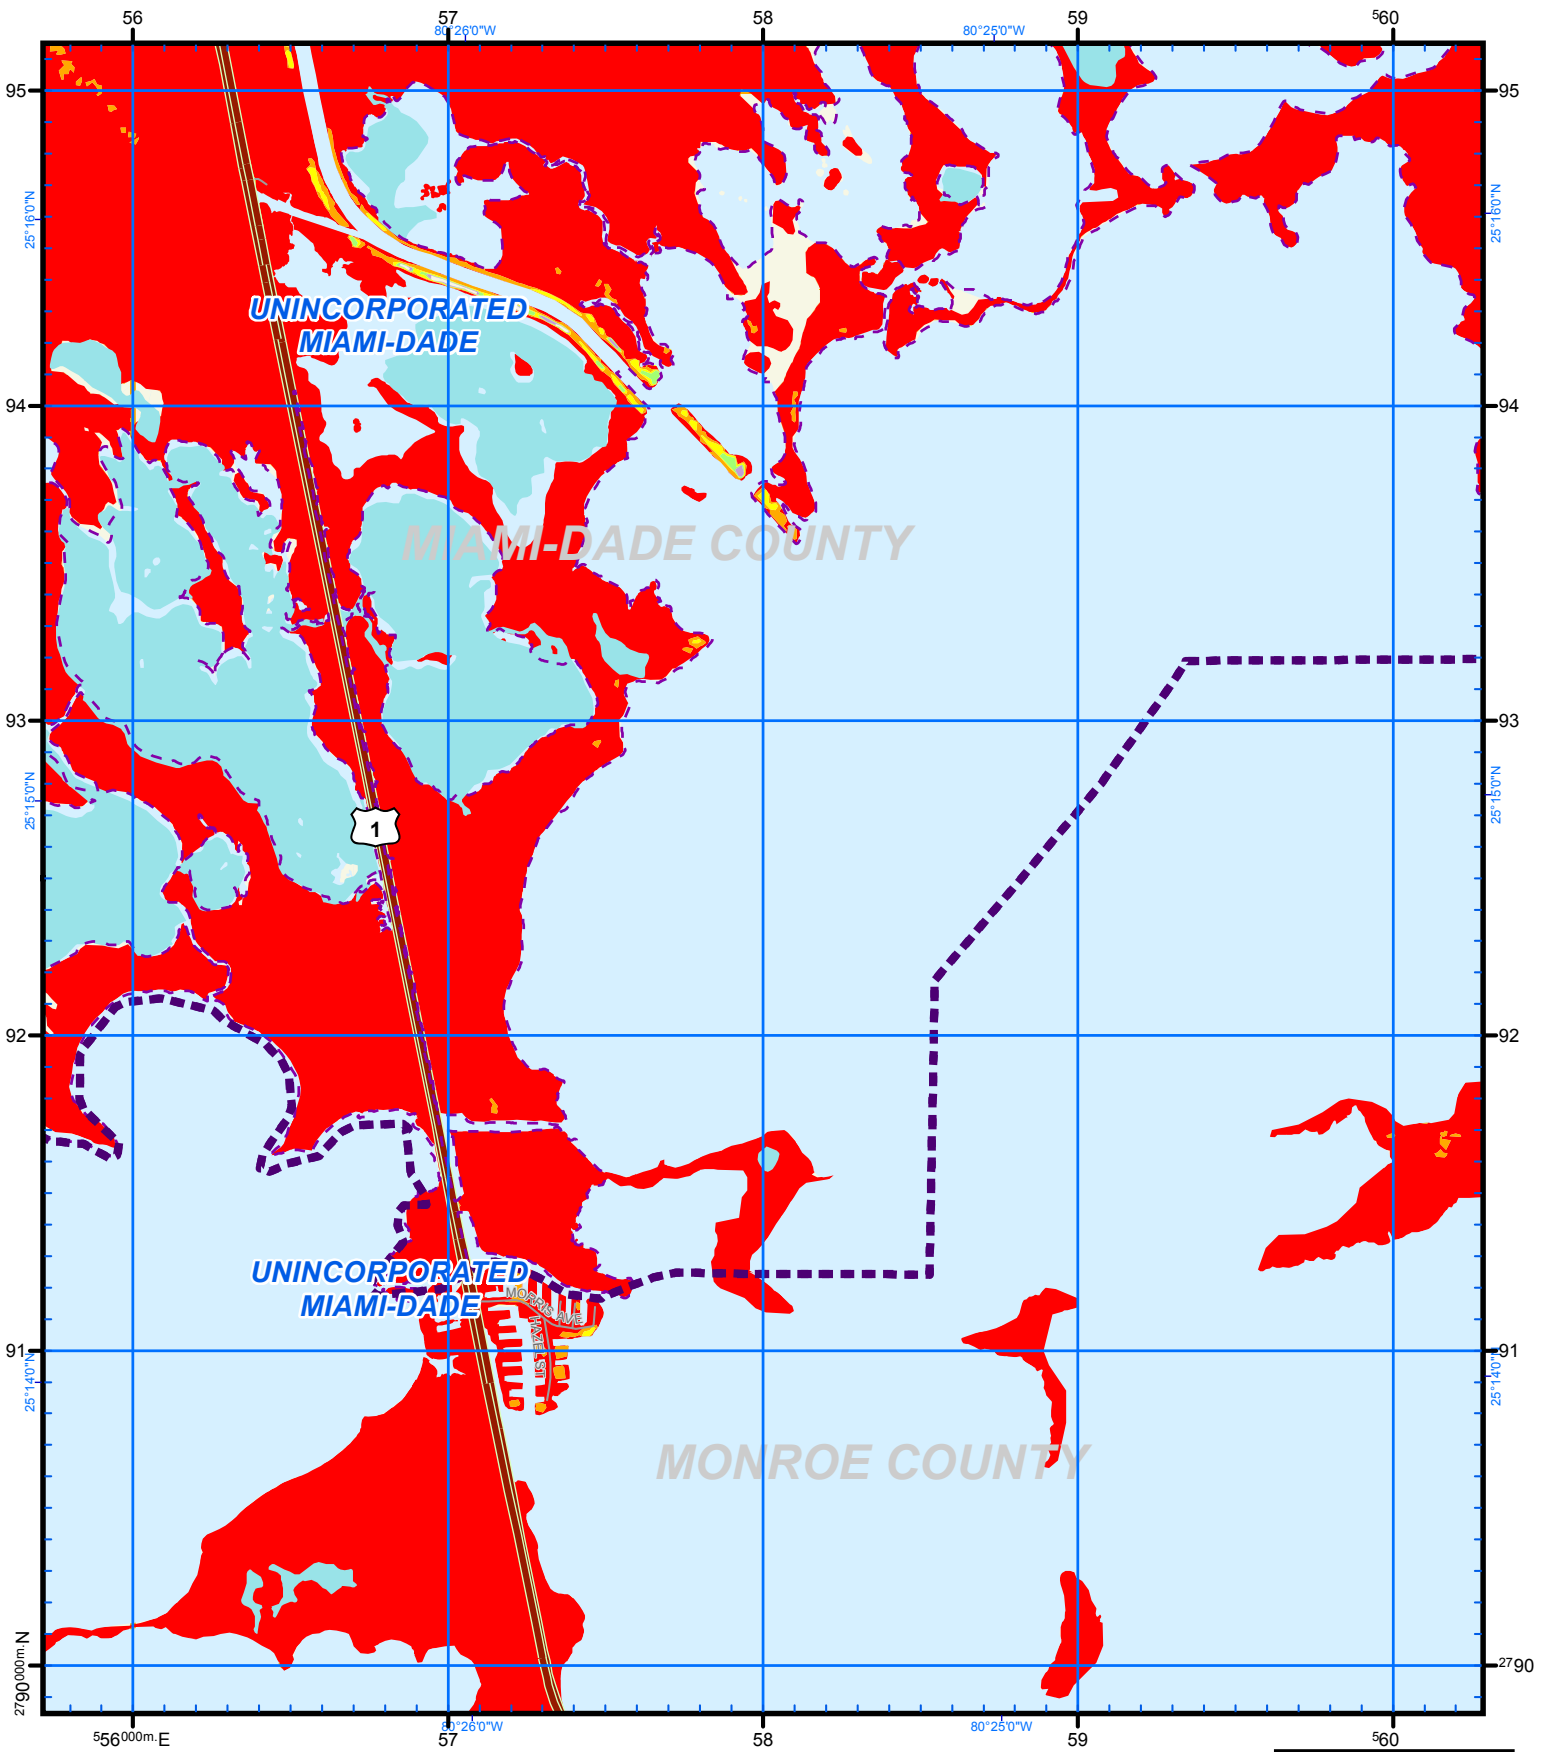 56 57 58 59 ⁵60
80°26'0"W 80°25'0"W
95 95
25°16'0"N 25°16'0"N
UNINCORPORATED
MIAMI-DADE
94 94
MIAMI-DADE COUNTY
93 93
25°15'0"N 25°15'0"N
1
92 92
UNINCORPORATED
MIAMI-DADE
MORRIS AVE
HAZEL ST
91 91
25°14'0"N 25°14'0"N
MONROE COUNTY
²⁷90⁰⁰⁰ᵐ·N ²⁷90
80°26'0"W 80°25'0"W
⁵56⁰⁰⁰ᵐ·E 57 58 59 ⁵60